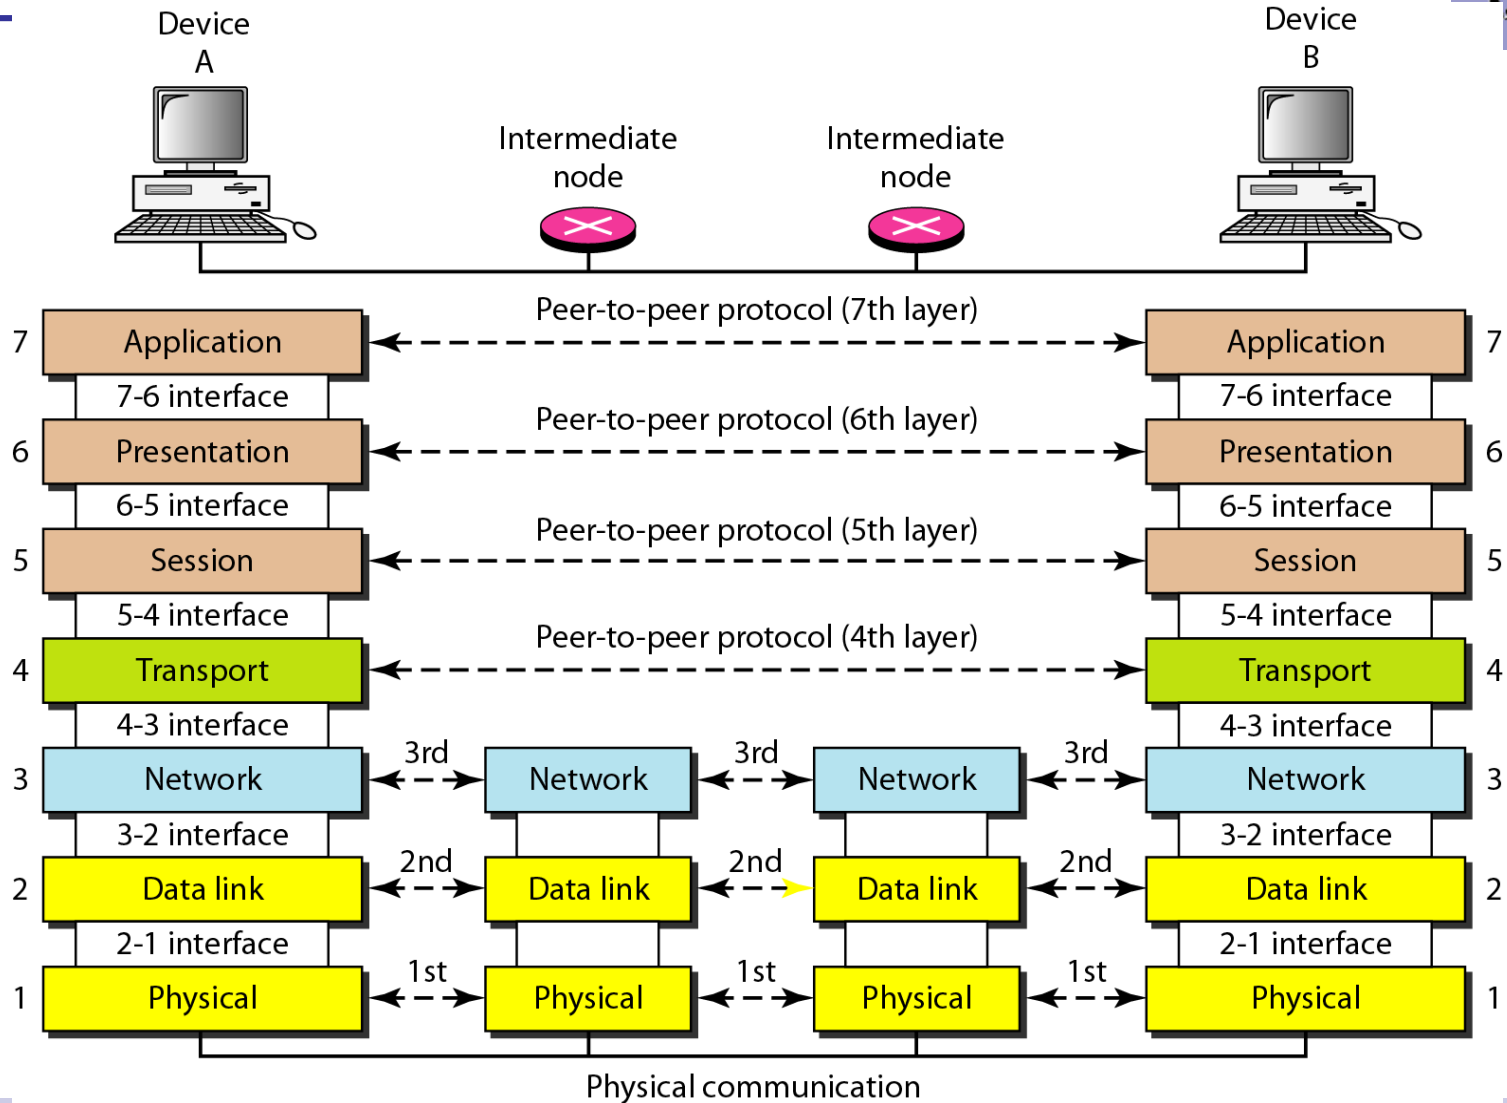 Device
A
Device
B
Intermediate
node
Intermediate
node
Peer-to-peer protocol (7th layer)
7 Application Application 7
7-6 interface 7-6 interface
Peer-to-peer protocol (6th layer)
6 Presentation Presentation 6
6-5 interface 6-5 interface
Peer-to-peer protocol (5th layer)
5 Session Session 5
5-4 interface 5-4 interface
Peer-to-peer protocol (4th layer)
4 Transport Transport 4
4-3 interface 4-3 interface
3rd 3rd 3rd
3 Network Network Network Network 3
3-2 interface 3-2 interface
2nd 2nd 2nd
2 Data link Data link Data link Data link 2
2-1 interface 2-1 interface
1st 1st 1st
1 Physical Physical Physical Physical 1
Physical communication